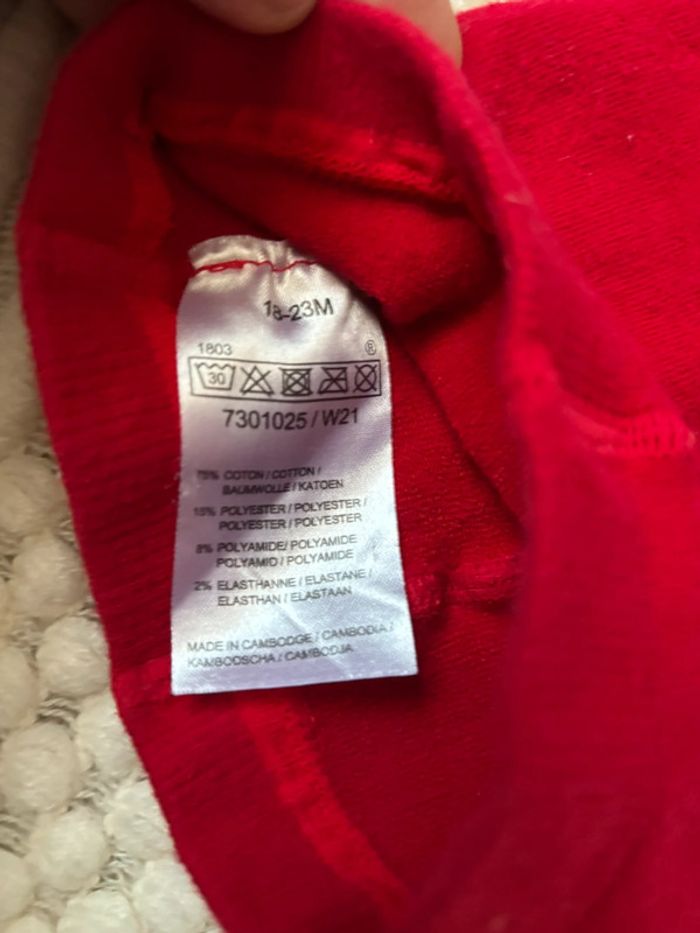 18-23M
1803 ®
30
7301025/W21
75% COTON / COTTON /
BAUMWOLLE / KATOEN
15% POLYESTER / POLYESTER /
POLYESTER / POLYESTER
8% POLYAMIDE / POLYAMIDE
POLYAMID / POLYAMIDE
2% ELASTHANNE / ELASTANE /
ELASTHAN / ELASTAAN
MADE IN CAMBODGE / CAMBODIA /
KAMBODSCHA / CAMBODJA